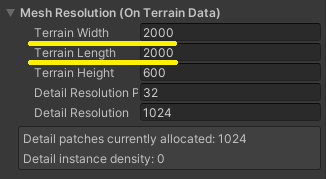 Mesh Resolution (On Terrain Data)
Terrain Width 2000
Terrain Length 2000
Terrain Height 600
Detail Resolution P 32
Detail Resolution 1024
Detail patches currently allocated: 1024
Detail instance density: 0